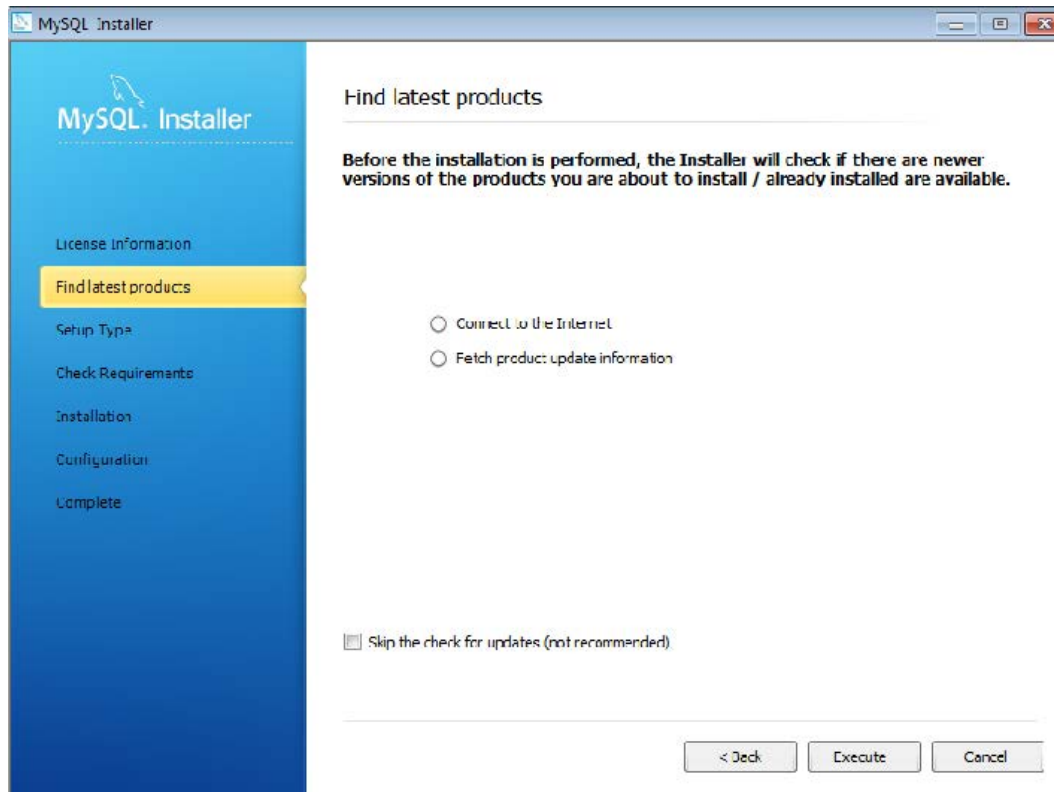 MySQL Installer
MySQL. Installer
License Information
Find latest products
Setup Type
Check Requirements
Installation
Configuration
Complete
Find latest products
Before the installation is performed, the Installer will check if there are newer
versions of the products you are about to install / already installed are available.
Connect to the Internet
Fetch product update information
Skip the check for updates (not recommended)
< Back
Execute
Cancel